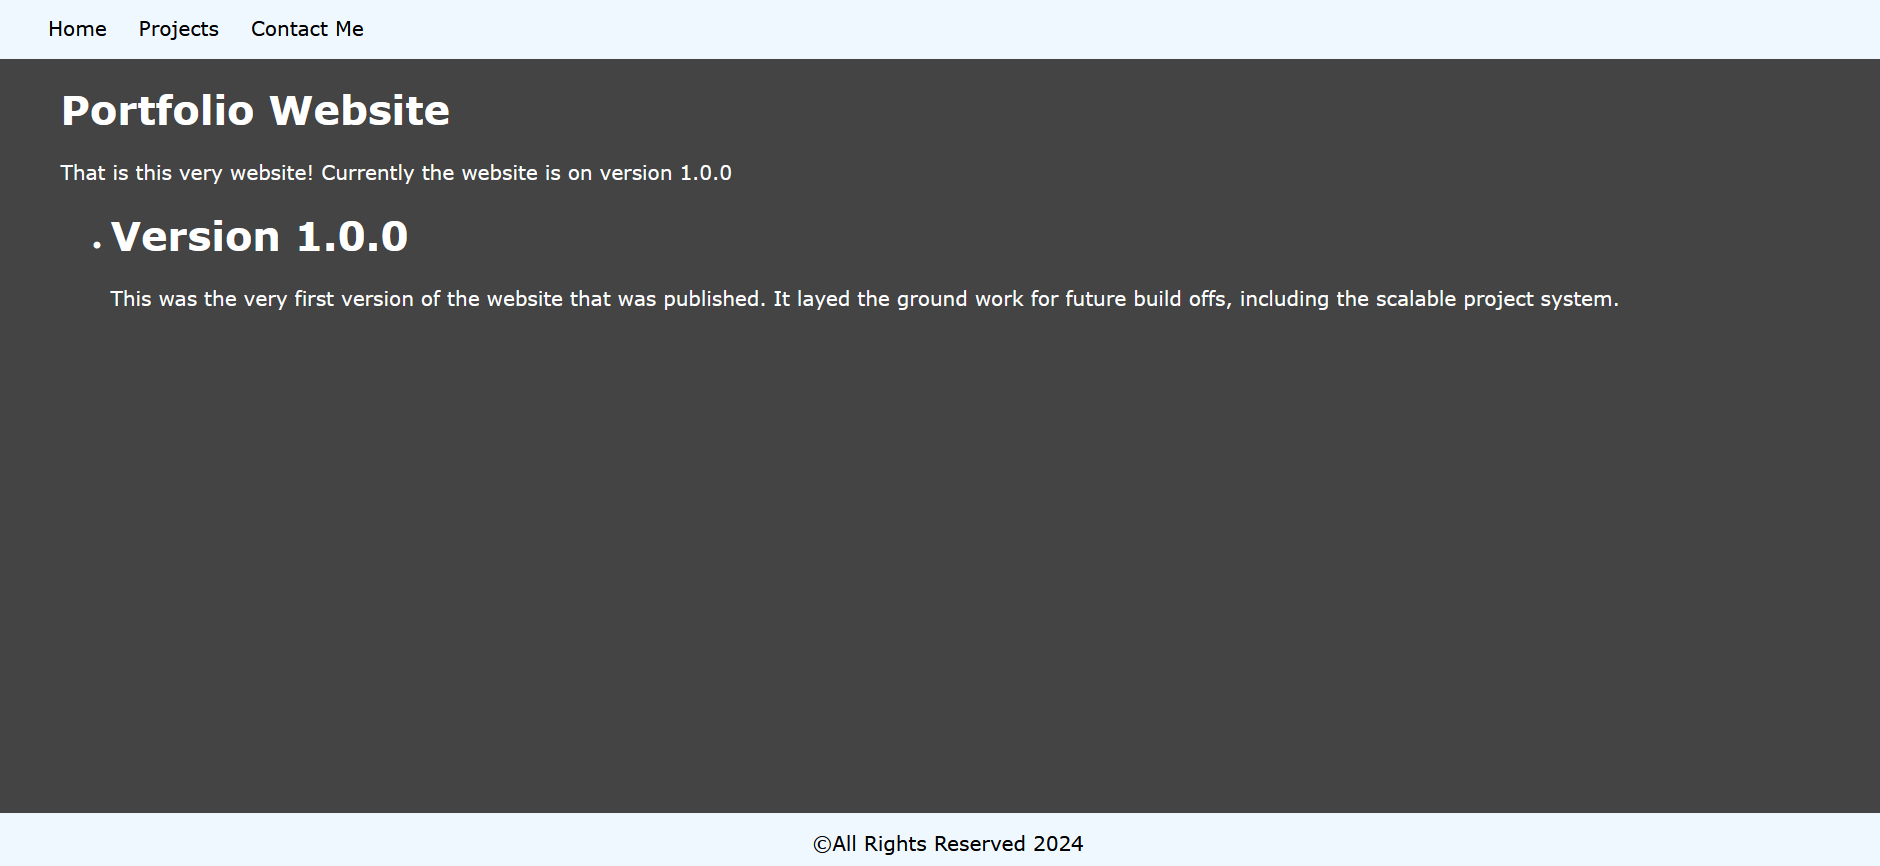 Home Projects Contact Me
Portfolio Website
That is this very website! Currently the website is on version 1.0.0
• Version 1.0.0
This was the very first version of the website that was published. It layed the ground work for future build offs, including the scalable project system.
©All Rights Reserved 2024